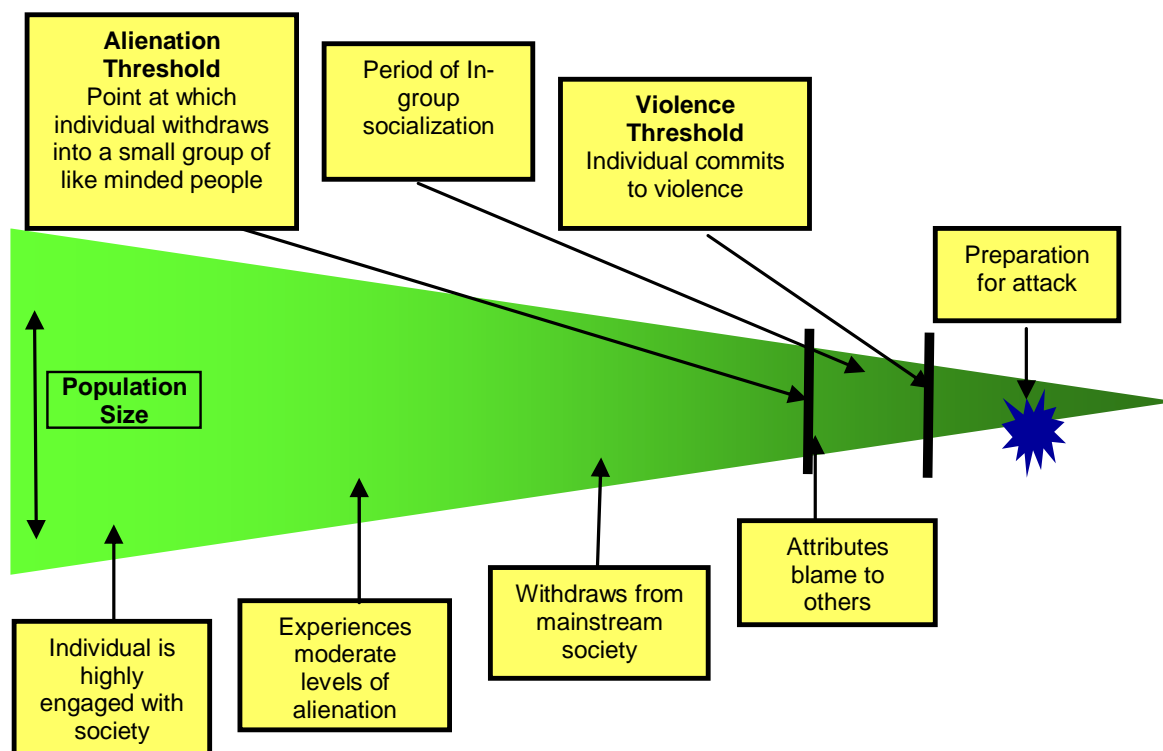 Alienation
Threshold
Point at which
individual withdraws
into a small group of
like minded people
Period of In-
group
socialization
Violence
Threshold
Individual commits
to violence
Preparation
for attack
Population
Size
Individual is
highly
engaged with
society
Experiences
moderate
levels of
alienation
Withdraws from
mainstream
society
Attributes
blame to
others